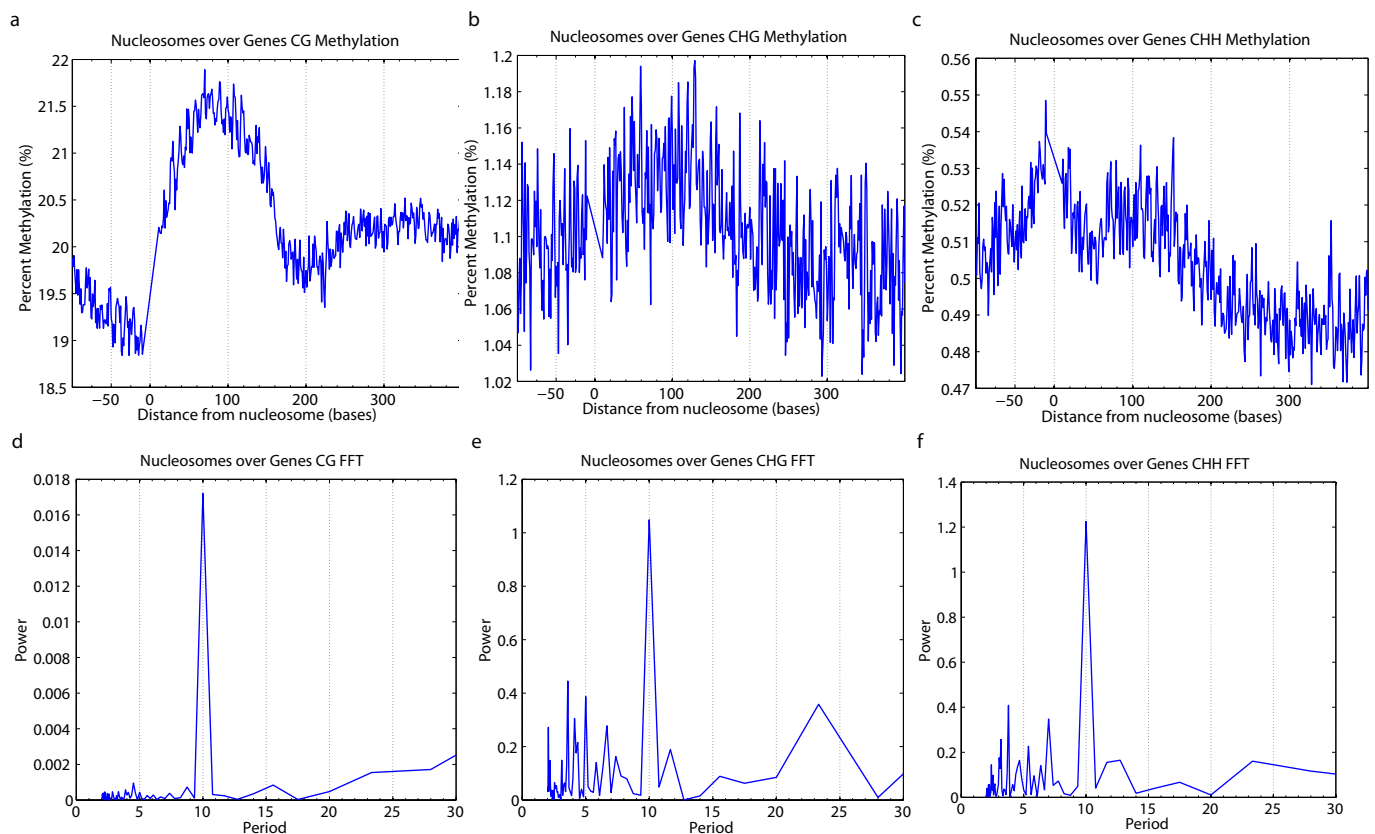 a
Nucleosomes over Genes CG Methylation
Percent Methylation (%)
22
21.5
21
20.5
20
19.5
19
18.5
−50 0 100 200 300
Distance from nucleosome (bases)
b
Nucleosomes over Genes CHG Methylation
Percent Methylation (%)
1.2
1.18
1.16
1.14
1.12
1.1
1.08
1.06
1.04
1.02
−50 0 100 200 300
Distance from nucleosome (bases)
c
Nucleosomes over Genes CHH Methylation
Percent Methylation (%)
0.56
0.55
0.54
0.53
0.52
0.51
0.5
0.49
0.48
0.47
−50 0 100 200 300
Distance from nucleosome (bases)
d
Nucleosomes over Genes CG FFT
Power
0.018
0.016
0.014
0.012
0.01
0.008
0.006
0.004
0.002
0
0 5 10 15 20 25 30
Period
e
Nucleosomes over Genes CHG FFT
Power
1.2
1
0.8
0.6
0.4
0.2
0
0 5 10 15 20 25 30
Period
f
Nucleosomes over Genes CHH FFT
Power
1.4
1.2
1
0.8
0.6
0.4
0.2
0
0 5 10 15 20 25 30
Period